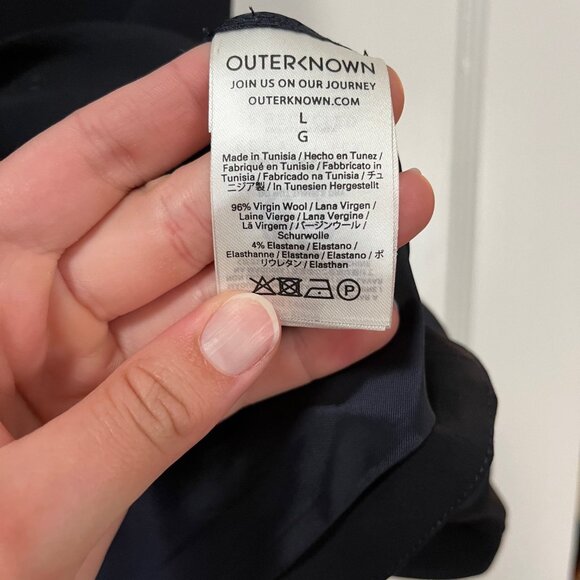 OUTERKNOWN
JOIN US ON OUR JOURNEY
OUTERKNOWN.COM
L
G
Made in Tunisia / Hecho en Tunez /
Fabriqué en Tunisie / Fabbricato in
Tunisia / Fabricado na Tunísia / チュ
ニジア製 / In Tunesien Hergestellt
96% Virgin Wool / Lana Virgen /
Laine Vierge / Lana Vergine /
Lã Virgem / バージンウール /
Schurwolle
4% Elastane / Elastano /
Elasthanne / Elastane / Elastano / ポ
リウレタン / Elasthan
P